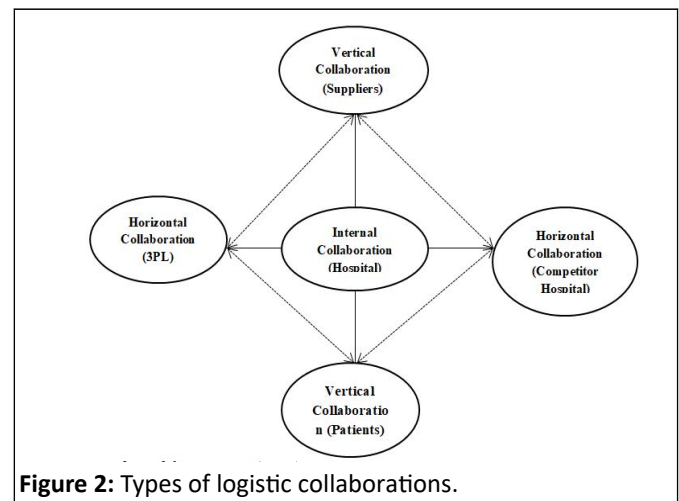 Vertical
Collaboration
(Suppliers)
Horizontal
Collaboration
(3PL)
Internal
Collaboration
(Hospital)
Horizontal
Collaboration
(Competitor
Hospital)
Vertical
Collaboratio
n (Patients)
Figure 2: Types of logistic collaborations.